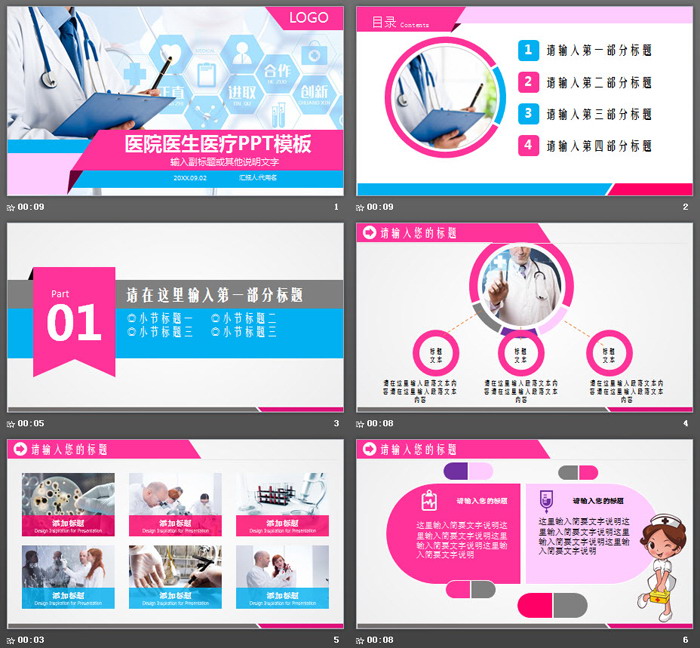 LOGO
合作
正直
进取
创新
医院医生医疗PPT模板
输入副标题或其他说明文字
20XX.09.02 汇报人:代用名
00:09 1
目录 Contents
1 请输入第一部分标题
2 请输入第二部分标题
3 请输入第三部分标题
4 请输入第四部分标题
00:09 2
Part
01
请在这里输入第一部分标题
◎小节标题一 ◎小节标题二
◎小节标题三 ◎小节标题三
00:05 3
请输入您的标题
标题
文本
标题
文本
标题
文本
请在这里输入段落文本内
容请在这里输入段落文本
内容
请在这里输入段落文本内
容请在这里输入段落文本
内容
请在这里输入段落文本内
容请在这里输入段落文本
内容
00:08 4
请输入您的标题
添加标题
Design Inspiration for Presentation
添加标题
Design Inspiration for Presentation
添加标题
Design Inspiration for Presentation
添加标题
Design Inspiration for Presentation
添加标题
Design Inspiration for Presentation
添加标题
Design Inspiration for Presentation
00:03 5
请输入您的标题
请输入您的标题
这里输入简要文字说明这
里输入简要文字说明这里
输入简要文字说明这里输
入简要文字说明
请输入您的标题
这里输入简要文字说明这
里输入简要文字说明这里
输入简要文字说明这里输
入简要文字说明
00:08 6